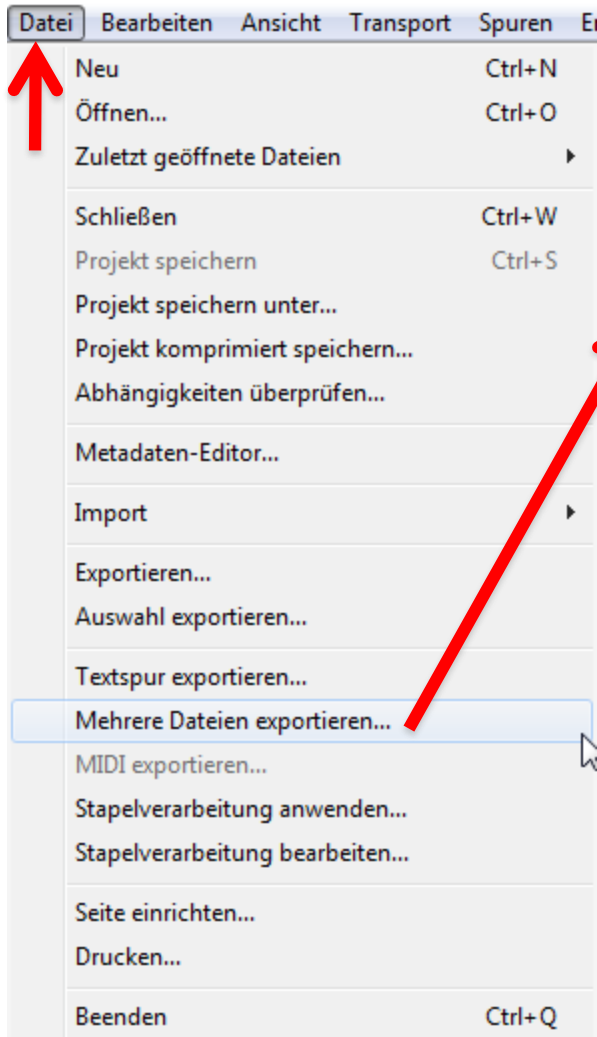 Datei Bearbeiten Ansicht Transport Spuren
Neu Ctrl+N
Öffnen... Ctrl+O
Zuletzt geöffnete Dateien
Schließen Ctrl+W
Projekt speichern Ctrl+S
Projekt speichern unter...
Projekt komprimiert speichern...
Abhängigkeiten überprüfen...
Metadaten-Editor...
Import
Exportieren...
Auswahl exportieren...
Textspur exportieren...
Mehrere Dateien exportieren...
MIDI exportieren...
Stapelverarbeitung anwenden...
Stapelverarbeitung bearbeiten...
Seite einrichten...
Drucken...
Beenden Ctrl+Q